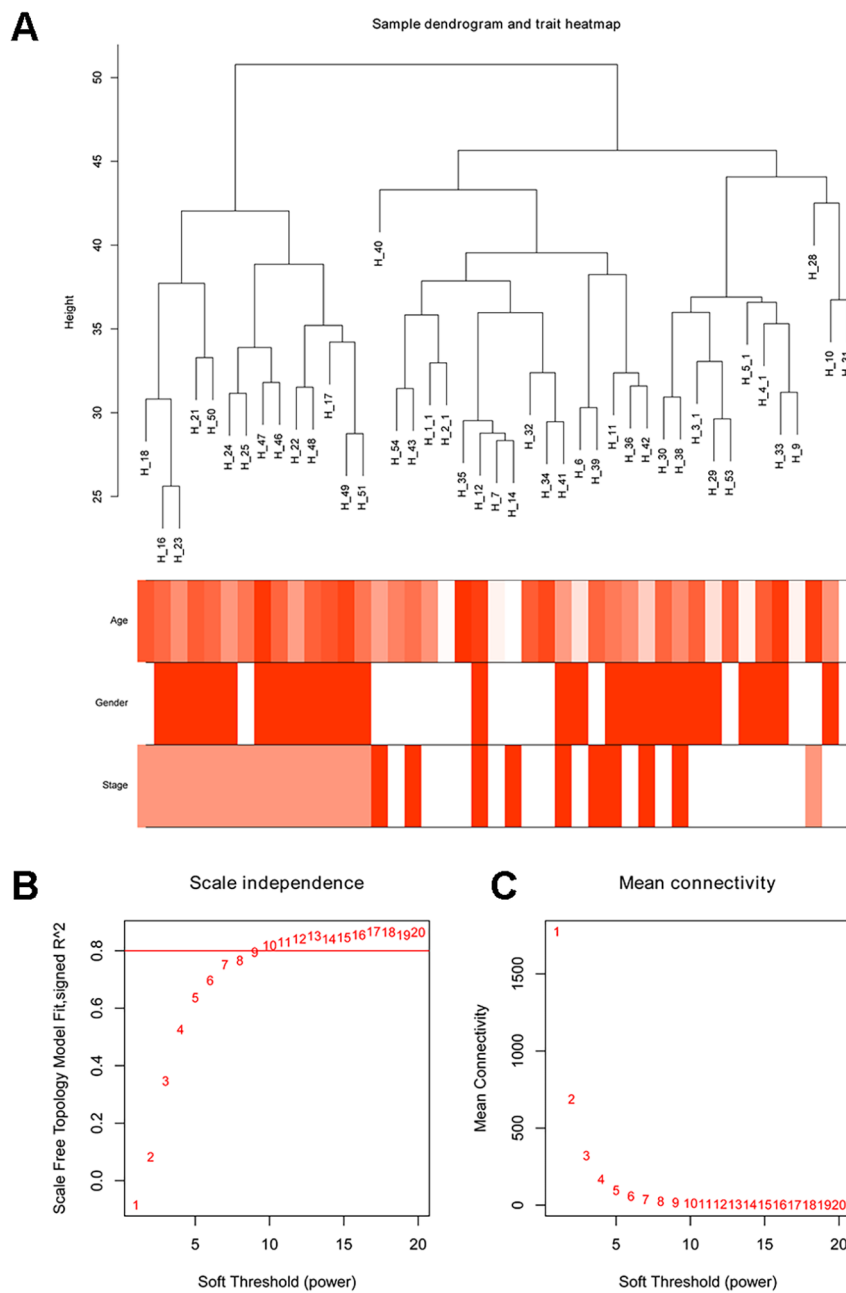 A
Sample dendrogram and trait heatmap
50
45
40
35
30
25
Height
H_18
H_16
H_23
H_21
H_50
H_24
H_25
H_47
H_46
H_22
H_48
H_17
H_49
H_51
H_40
H_54
H_43
H_1_1
H_2_1
H_35
H_12
H_7
H_14
H_32
H_34
H_41
H_6
H_39
H_11
H_36
H_42
H_30
H_38
H_3_1
H_29
H_53
H_5_1
H_4_1
H_33
H_9
H_28
H_10
H_31
Age
Gender
Stage
B
Scale independence
Scale Free Topology Model Fit,signed R^2
0.8
0.6
0.4
0.2
0.0
1 2 3 4 5 6 7 8 9 10 11 12 13 14 15 16 17 18 19 20
5 10 15 20
Soft Threshold (power)
C
Mean connectivity
Mean Connectivity
1500
1000
500
0
1 2 3 4 5 6 7 8 9 10 11 12 13 14 15 16 17 18 19 20
5 10 15 20
Soft Threshold (power)